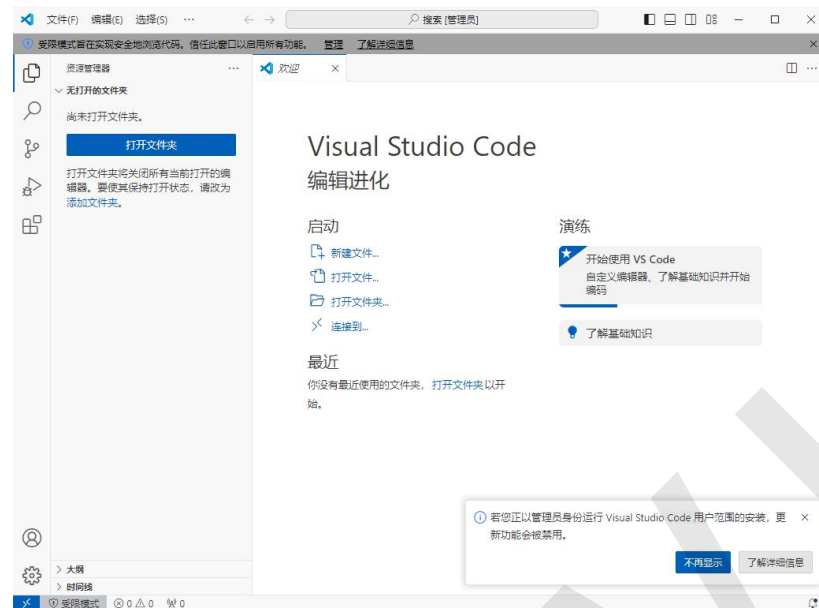 文件(F) 编辑(E) 选择(S) ··· 搜索 [管理员]
受限模式旨在实现安全地浏览代码。信任此窗口以启用所有功能。 管理 了解详细信息
资源管理器 ···
欢迎
无打开的文件夹
尚未打开文件夹。
打开文件夹
打开文件夹将关闭所有当前打开的编
辑器。要使其保持打开状态，请改为
添加文件夹。
Visual Studio Code
编辑进化
启动
新建文件...
打开文件...
打开文件夹...
连接到...
最近
你没有最近使用的文件夹，打开文件夹以开
始。
演练
开始使用 VS Code
自定义编辑器、了解基础知识并开始
编码
了解基础知识
若您正以管理员身份运行 Visual Studio Code 用户范围的安装，更
新功能会被禁用。
不再显示 了解详细信息
大纲
时间线
受限模式 0 0 0